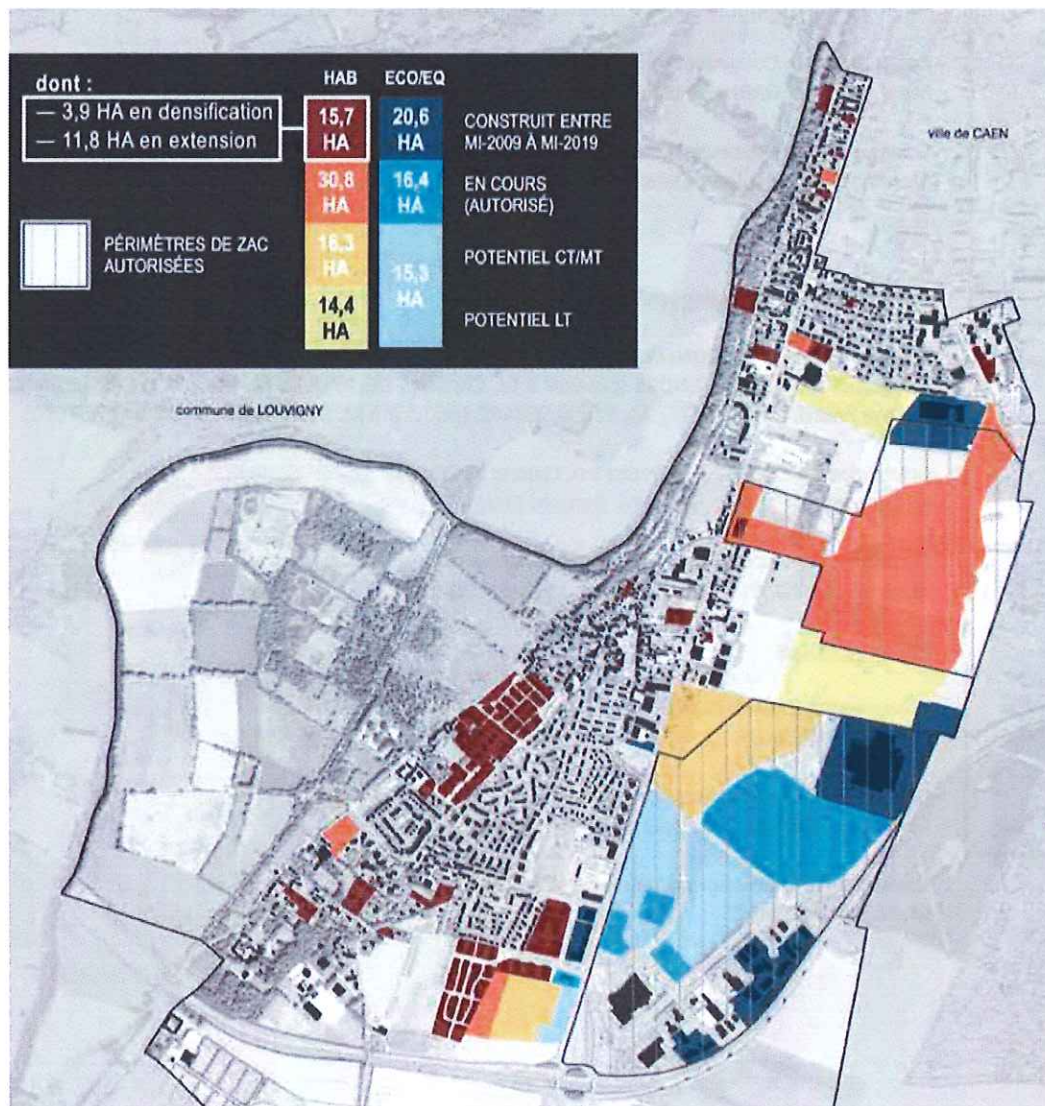 dont :
— 3,9 HA en densification
— 11,8 HA en extension
HAB
ECO/EQ
15,7
HA
20,6
HA
CONSTRUIT ENTRE
MI-2009 À MI-2019
30,8
HA
16,4
HA
EN COURS
(AUTORISÉ)
PÉRIMÈTRES DE ZAC
AUTORISÉES
16,3
HA
15,3
HA
POTENTIEL CT/MT
14,4
HA
POTENTIEL LT
ville de CAEN
commune de LOUVIGNY